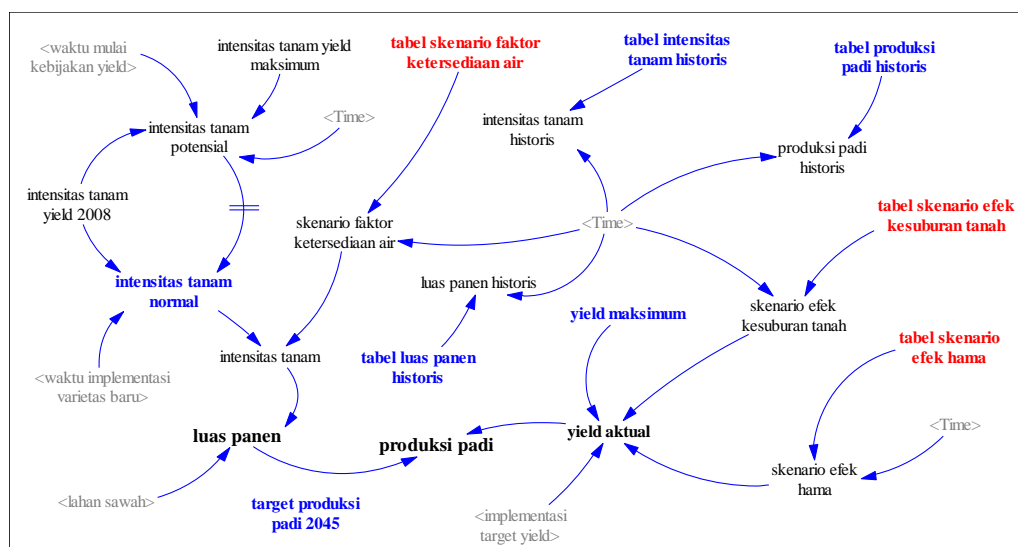 <waktu mulai
kebijakan yield>
intensitas tanam yield
maksimum
tabel skenario faktor
ketersediaan air
tabel intensitas
tanam historis
tabel produksi
padi historis
intensitas tanam
potensial
<Time>
intensitas tanam
historis
produksi padi
historis
intensitas tanam
yield 2008
skenario faktor
ketersediaan air
<Time>
tabel skenario efek
kesuburan tanah
intensitas tanam
normal
luas panen historis
yield maksimum
skenario efek
kesuburan tanah
intensitas tanam
tabel luas panen
historis
tabel skenario
efek hama
<waktu implementasi
varietas baru>
luas panen
produksi padi
yield aktual
<Time>
skenario efek
hama
<lahan sawah>
target produksi
padi 2045
<implementasi
target yield>